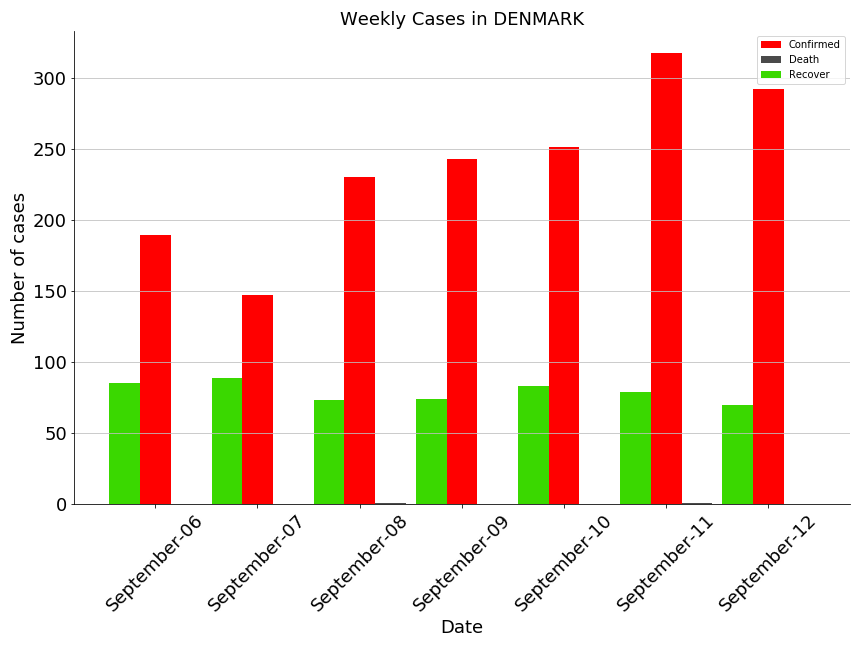 Weekly Cases in DENMARK
Confirmed
Death
Recover
Number of cases
300
250
200
150
100
50
0
September-06
September-07
September-08
September-09
September-10
September-11
September-12
Date